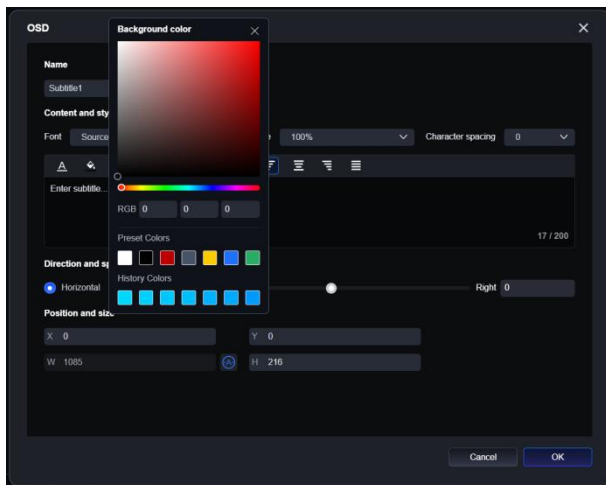 OSD
Background color
Name
Subtitle1
Content and sty
Font Source 100% Character spacing 0
A
Enter subtitle...
RGB 0 0 0
17 / 200
Preset Colors
Direction and sp
History Colors
Horizontal Right 0
Position and size
X 0 Y 0
W 1085 A H 216
Cancel OK